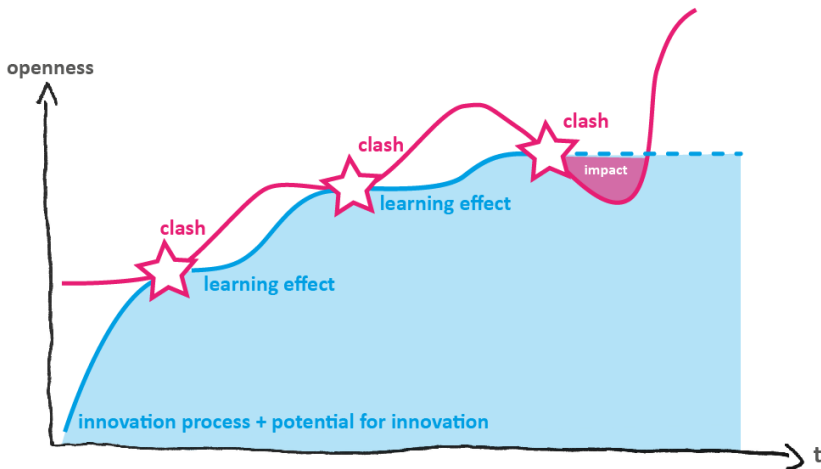 openness
clash
clash
clash
impact
learning effect
learning effect
innovation process + potential for innovation
t